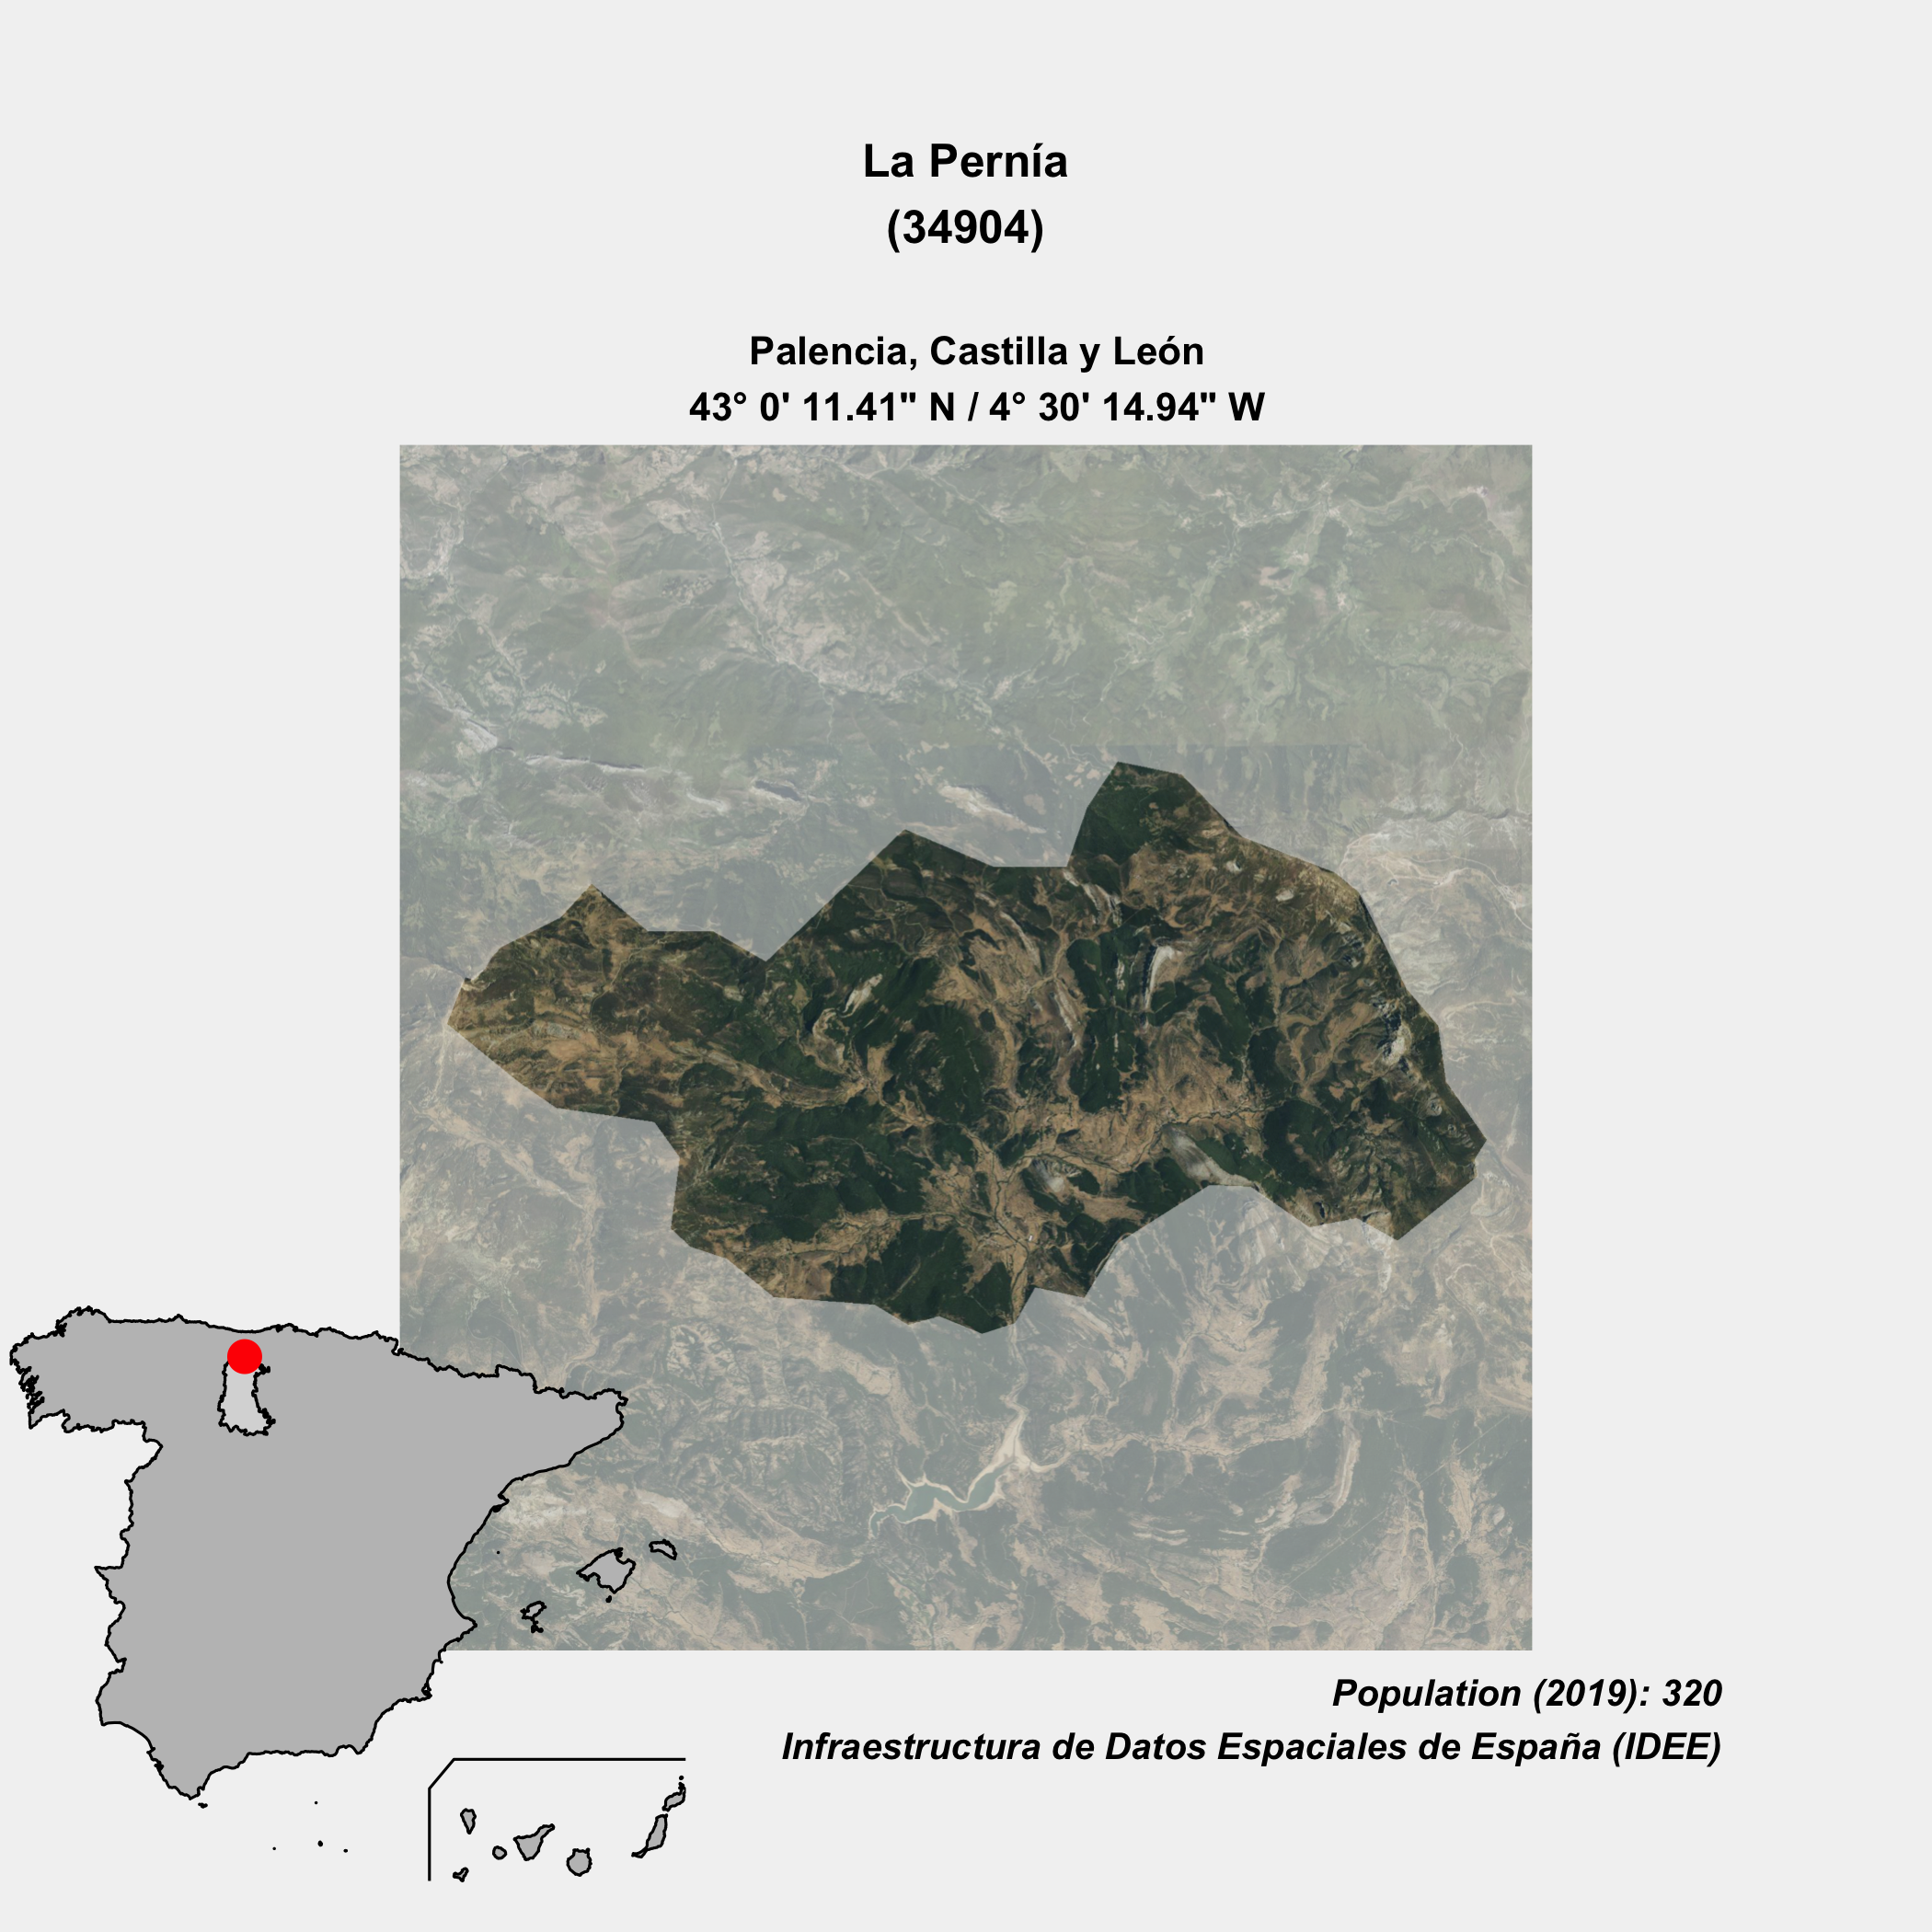 La Pernía
(34904)
Palencia, Castilla y León
43° 0' 11.41" N / 4° 30' 14.94" W
Population (2019): 320
Infraestructura de Datos Espaciales de España (IDEE)